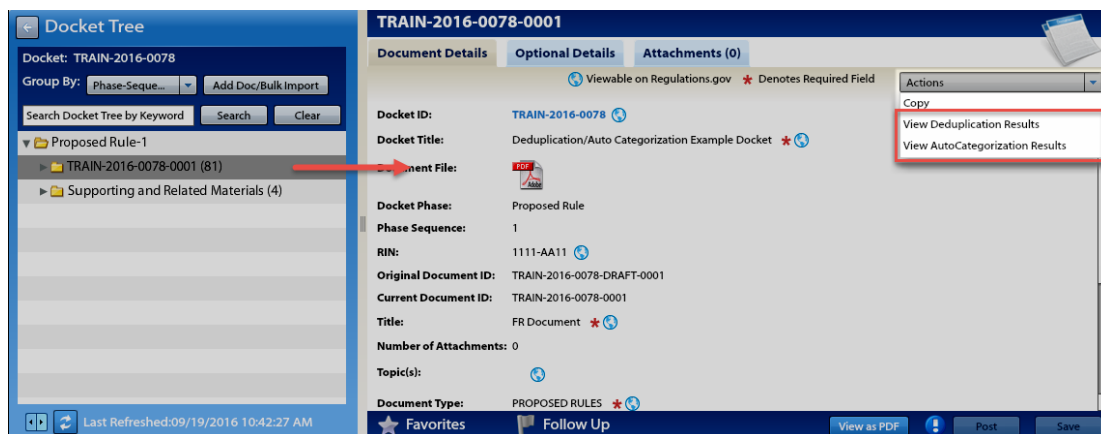 Docket Tree
Docket: TRAIN-2016-0078
Group By: Phase-Seque... Add Doc/Bulk Import
Search Docket Tree by Keyword Search Clear
Proposed Rule-1
TRAIN-2016-0078-0001 (81)
Supporting and Related Materials (4)
Last Refreshed:09/19/2016 10:42:27 AM
TRAIN-2016-0078-0001
Document Details Optional Details Attachments (0)
Viewable on Regulations.gov * Denotes Required Field
Actions
Copy
View Deduplication Results
View AutoCategorization Results
Docket ID: TRAIN-2016-0078
Docket Title: Deduplication/Auto Categorization Example Docket *
ment File:
PDF
Adobe
Docket Phase: Proposed Rule
Phase Sequence: 1
RIN: 1111-AA11
Original Document ID: TRAIN-2016-0078-DRAFT-0001
Current Document ID: TRAIN-2016-0078-0001
Title: FR Document *
Number of Attachments: 0
Topic(s):
Document Type: PROPOSED RULES *
Favorites Follow Up View as PDF Post Save